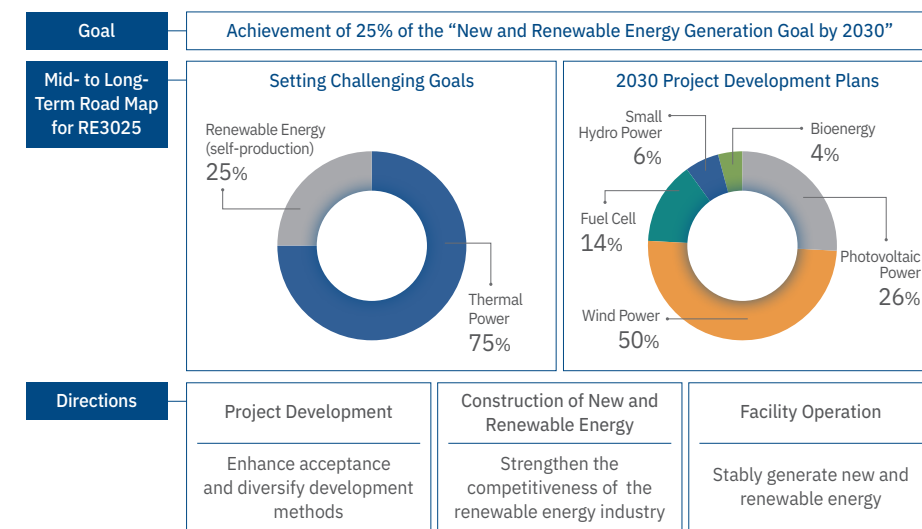 Goal
Achievement of 25% of the “New and Renewable Energy Generation Goal by 2030”
Mid- to Long-
Term Road Map
for RE3025
Setting Challenging Goals
Renewable Energy
(self-production)
25%
Thermal
Power
75%
2030 Project Development Plans
Small
Hydro Power
6%
Bioenergy
4%
Fuel Cell
14%
Photovoltaic
Power
26%
Wind Power
50%
Directions
Project Development
Enhance acceptance
and diversify development
methods
Construction of New and
Renewable Energy
Strengthen the
competitiveness of the
renewable energy industry
Facility Operation
Stably generate new and
renewable energy